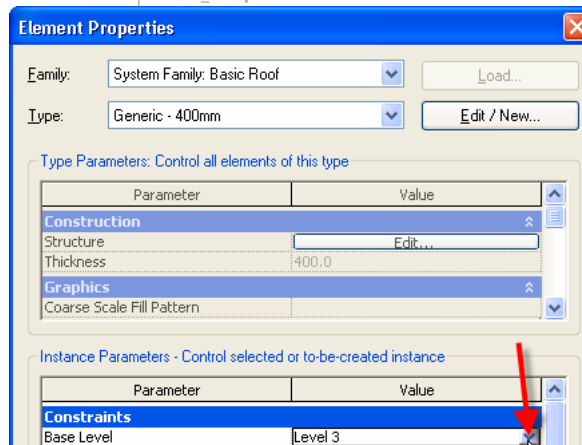 Element Properties
Family: System Family: Basic Roof Load...
Type: Generic - 400mm Edit / New...
Type Parameters: Control all elements of this type
Parameter Value
Construction
Structure Edit...
Thickness 400.0
Graphics
Coarse Scale Fill Pattern
Instance Parameters - Control selected or to-be-created instance
Parameter Value
Constraints
Base Level Level 3